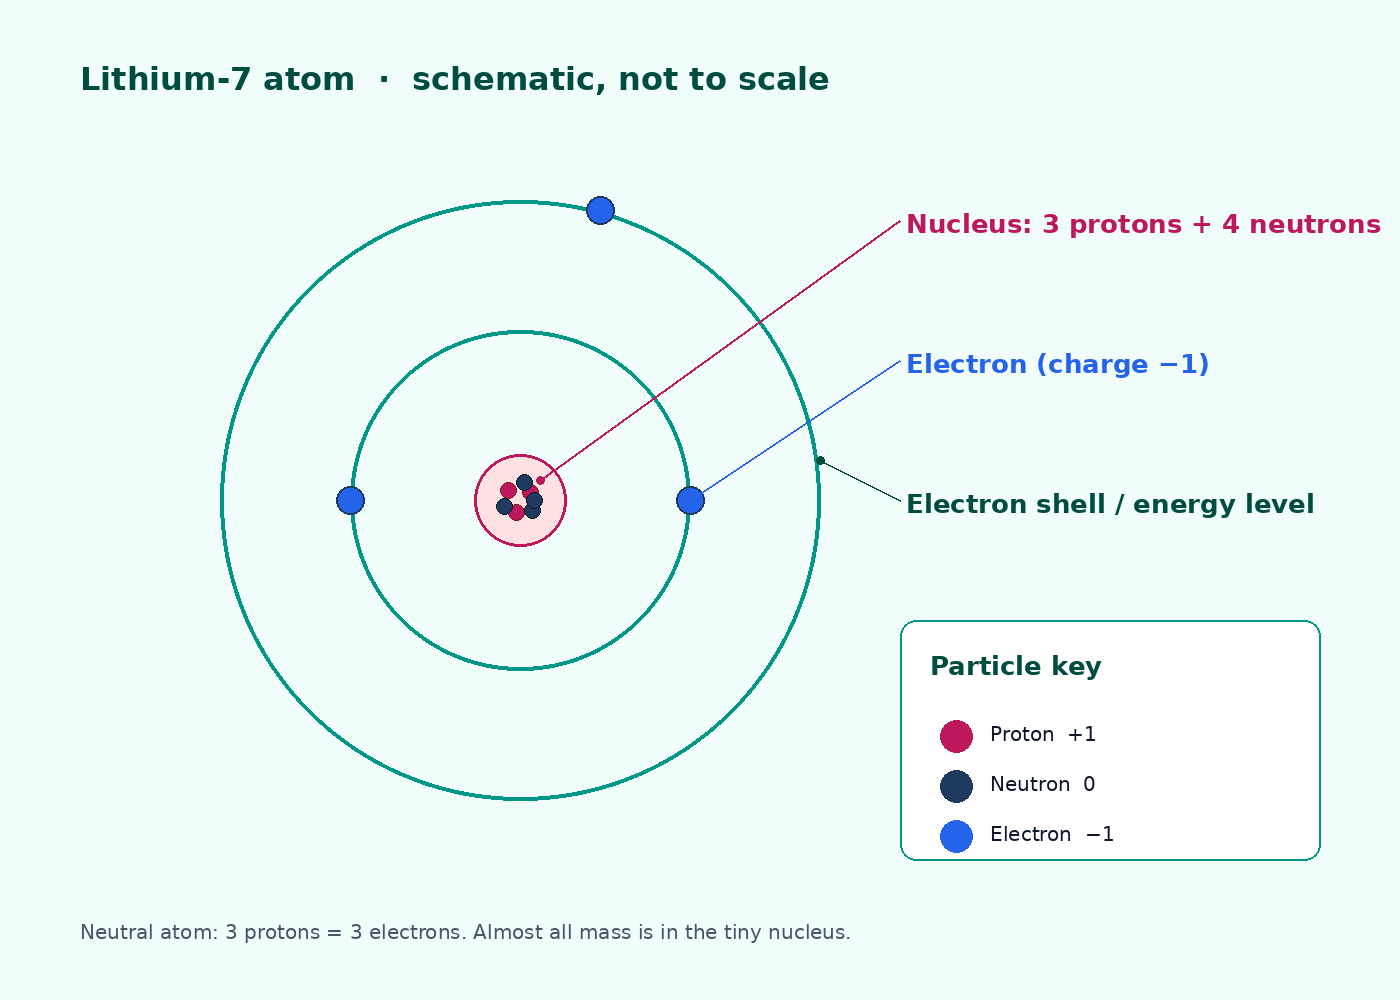 Lithium-7 atom · schematic, not to scale
Nucleus: 3 protons + 4 neutrons
Electron (charge −1)
Electron shell / energy level
Particle key
Proton +1
Neutron 0
Electron −1
Neutral atom: 3 protons = 3 electrons. Almost all mass is in the tiny nucleus.